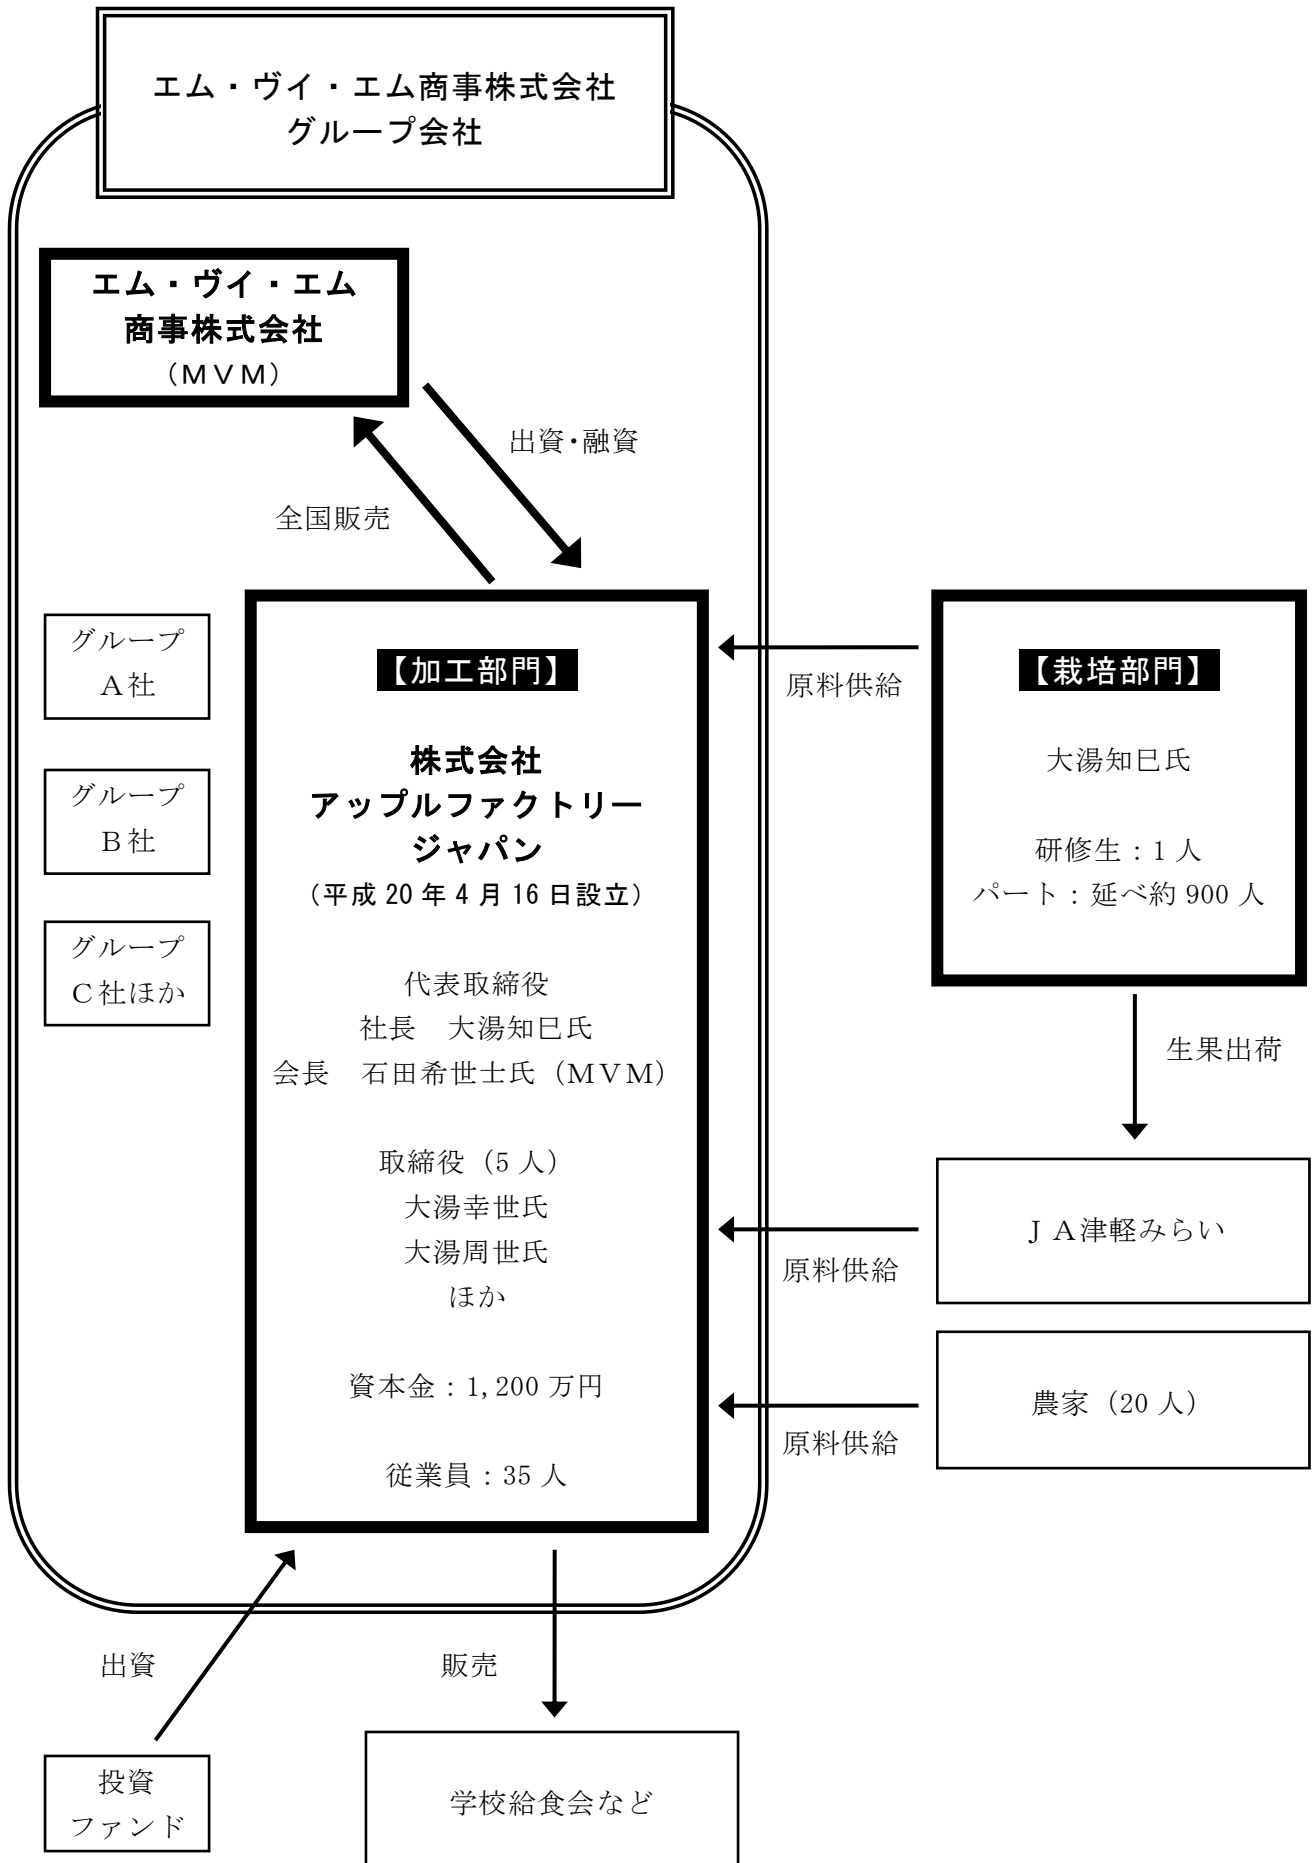 エム・ヴイ・エム商事株式会社
グループ会社
エム・ヴイ・エム
商事株式会社
（ＭＶＭ）
出資・融資
全国販売
グループ
Ａ社
グループ
Ｂ社
グループ
Ｃ社ほか
【加工部門】
株式会社
アップルファクトリー
ジャパン
（平成 20 年 4 月 16 日設立）
代表取締役
社長　大湯知巳氏
会長　石田希世士氏（ＭＶＭ）
取締役（5 人）
大湯幸世氏
大湯周世氏
ほか
資本金：1,200 万円
従業員：35 人
原料供給
【栽培部門】
大湯知巳氏
研修生：1 人
パート：延べ約 900 人
生果出荷
ＪＡ津軽みらい
原料供給
農家（20 人）
原料供給
出資
販売
投資
ファンド
学校給食会など